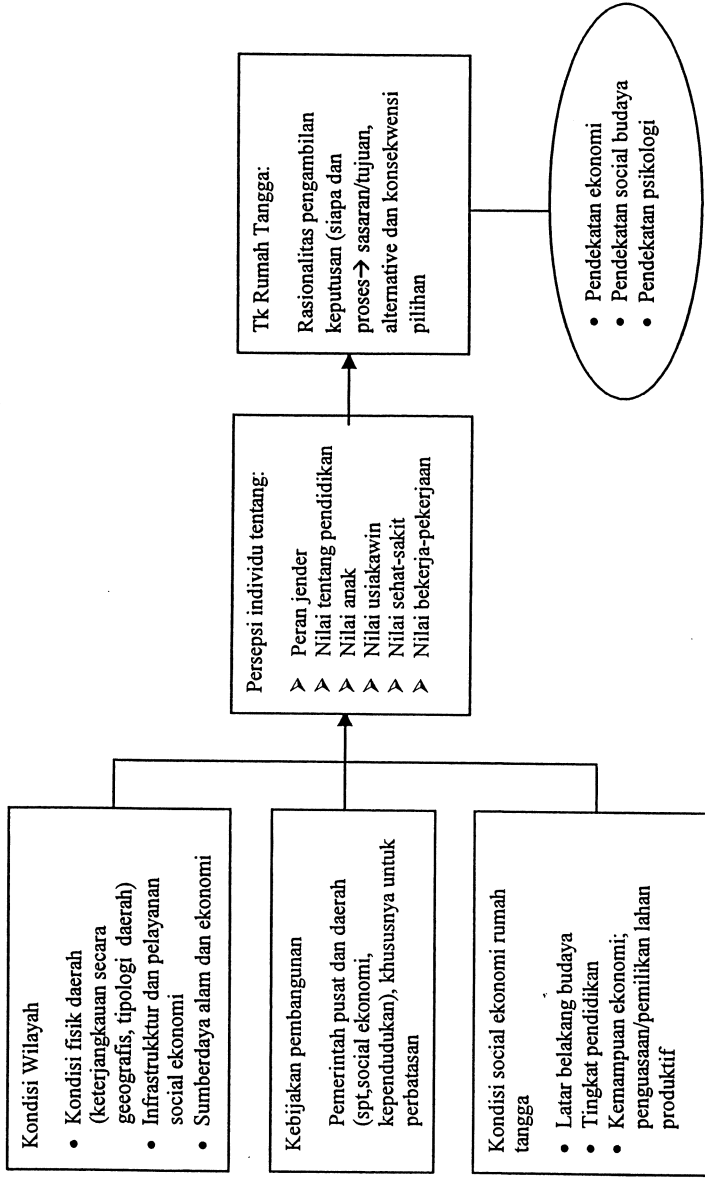 Kondisi Wilayah
• Kondisi fisik daerah
(keterjangkauan secara
geeografis, tipologi daerah)
• Infrastrukktur dan pelayanan
social ekonomi
• Sumberdaya alam dan ekonomi
Kebijakan pembangunan
Pemerintah pusat dan daerah
(spt,social ekonomi,
kependudukan), khususnya untuk
perbatasan
Kondisi social ekonomi rumah
tangga
• Latar belakang budaya
• Tingkat pendidikan
• Kemampuan ekonomi;
penguasaan/pemilikan lahan
produktif
Persepsi individu tentang:
➢ Peran jender
➢ Nilai tentang pendidikan
➢ Nilai anak
➢ Nilai usiakawin
➢ Nilai sehat-sakit
➢ Nilai bekerja-pekerjaan
Tk Rumah Tangga:
Rasionalitas pengambilan
keputusan (siapa dan
proses→ sasaran/tujuan,
alternative dan konsekwensi
pilihan
• Pendekatan ekonomi
• Pendekatan social budaya
• Pendekatan psikologi